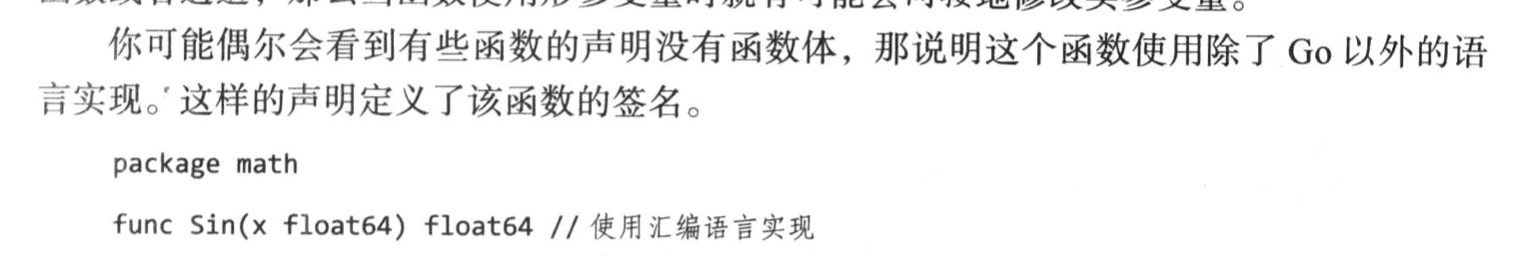 你可能偶尔会看到有些函数的声明没有函数体，那说明这个函数使用除了 Go 以外的语
言实现。这样的声明定义了该函数的签名。
package math
func Sin(x float64) float64 // 使用汇编语言实现